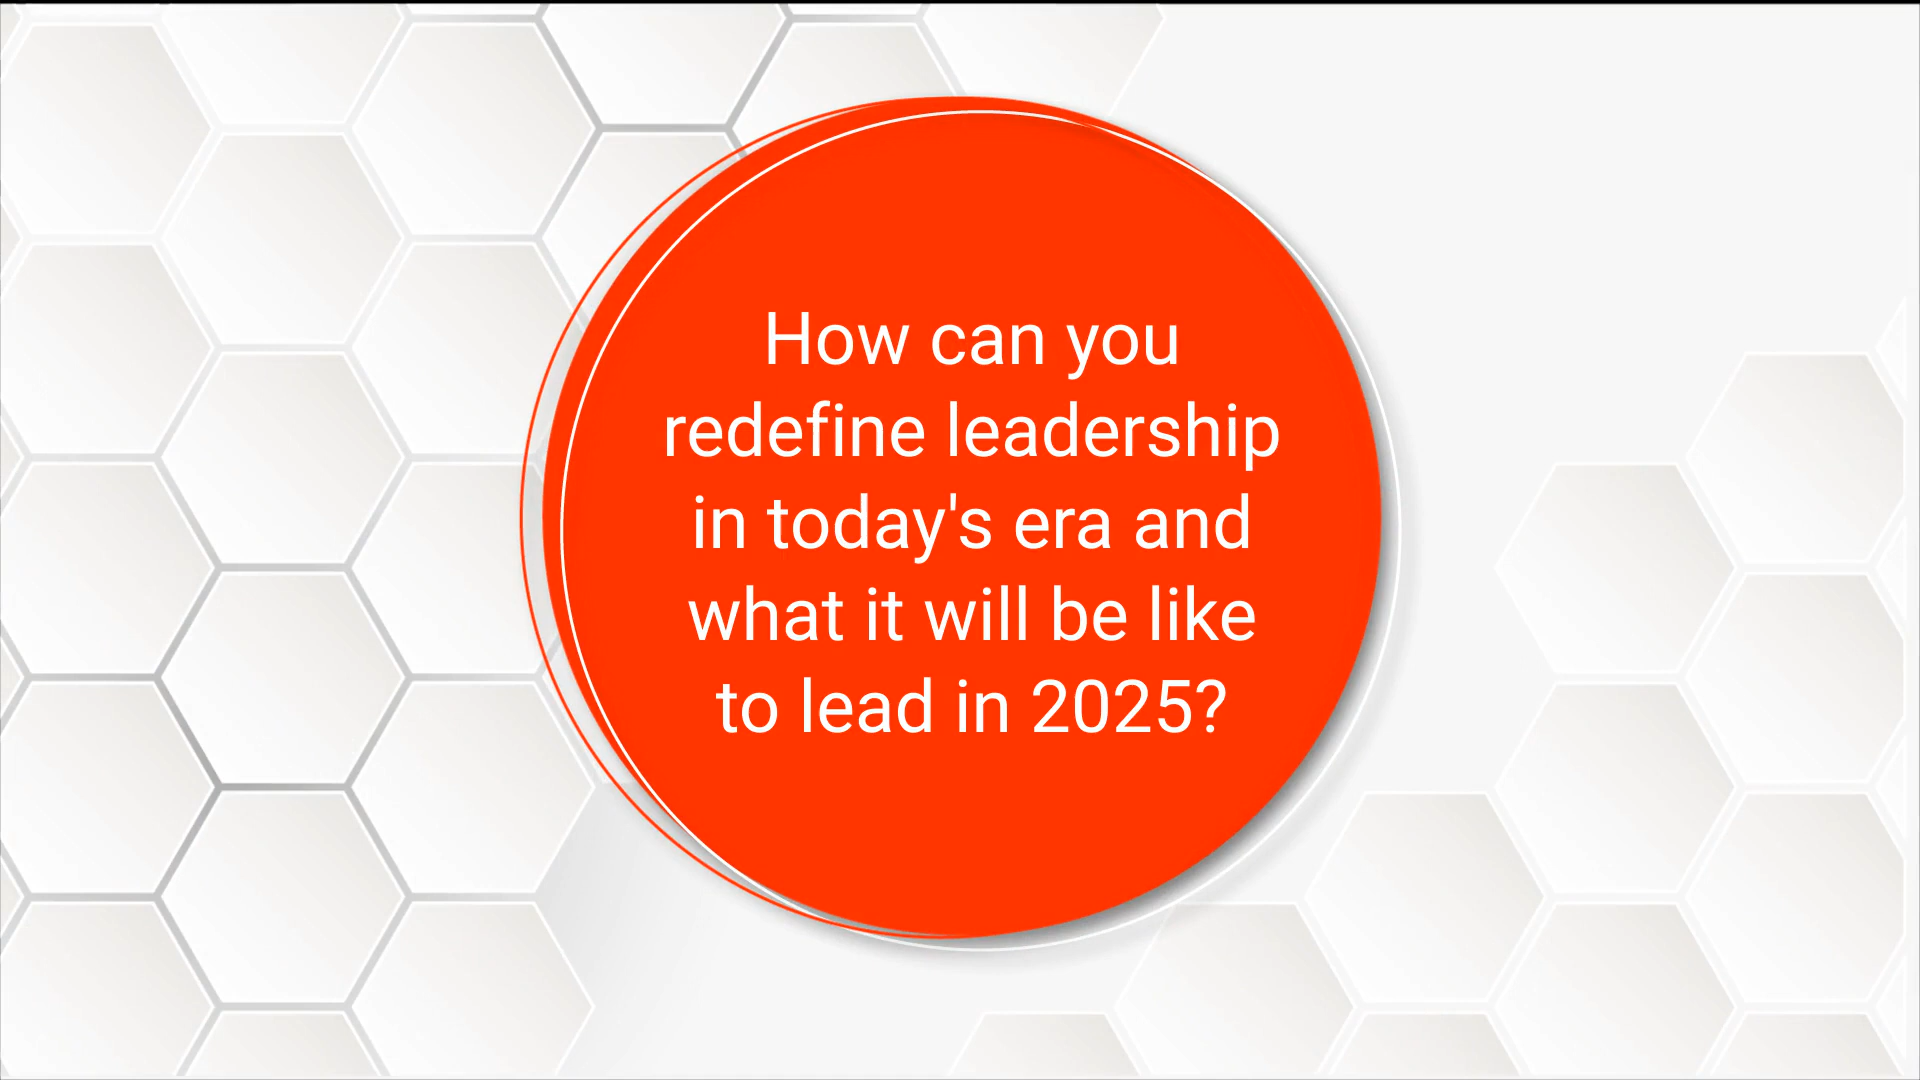 How can you
redefine leadership
in today's era and
what it will be like
to lead in 2025?